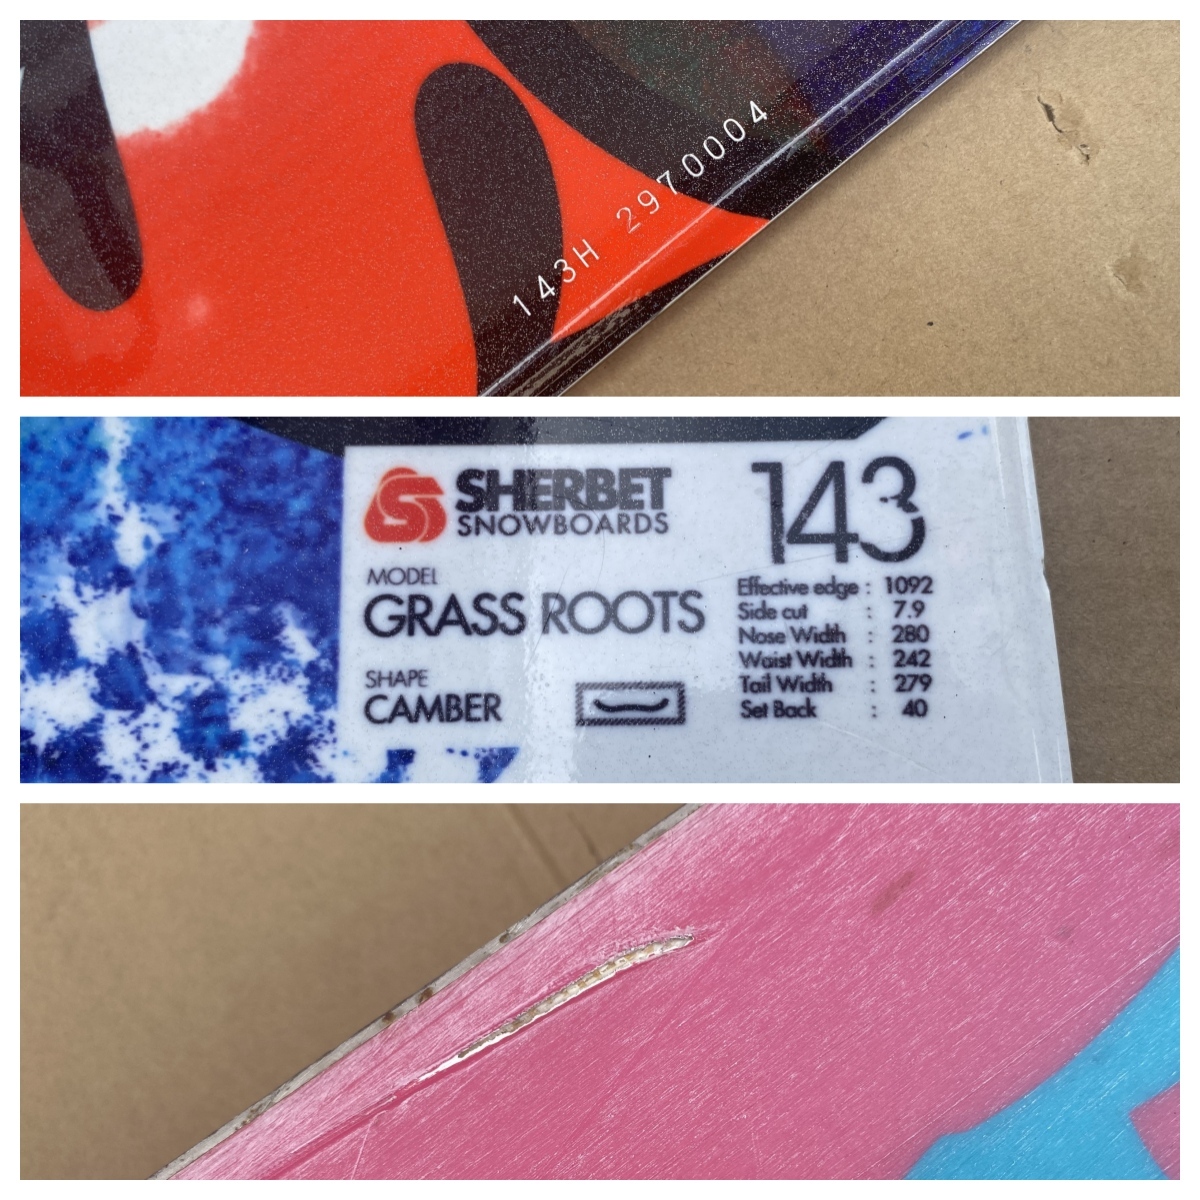 143H 2970004
SHERBET
SNOWBOARDS
143
MODEL
GRASS ROOTS
SHAPE
CAMBER
Effective edge : 1092
Side cut : 7.9
Nose Width : 280
Waist Width : 242
Tail Width : 279
Set Back : 40